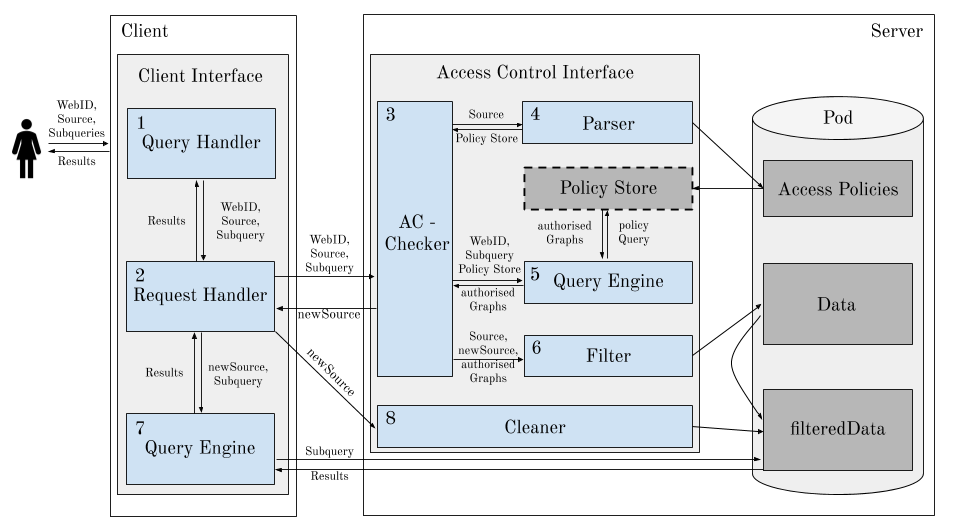 Client
Server
Client Interface
Access Control Interface
WebID,
Source,
Subqueries
Results
1
Query Handler
Results
WebID,
Source,
Subquery
2
Request Handler
Results
newSource,
Subquery
7
Query Engine
WebID,
Source,
Subquery
newSource
newSource
3
AC -
Checker
Source
Policy Store
4
Parser
Policy Store
authorised
Graphs
policy
Query
WebID,
Subquery
Policy Store
authorised
Graphs
5
Query Engine
Source,
newSource,
authorised
Graphs
6
Filter
8
Cleaner
Subquery
Results
Pod
Access Policies
Data
filteredData